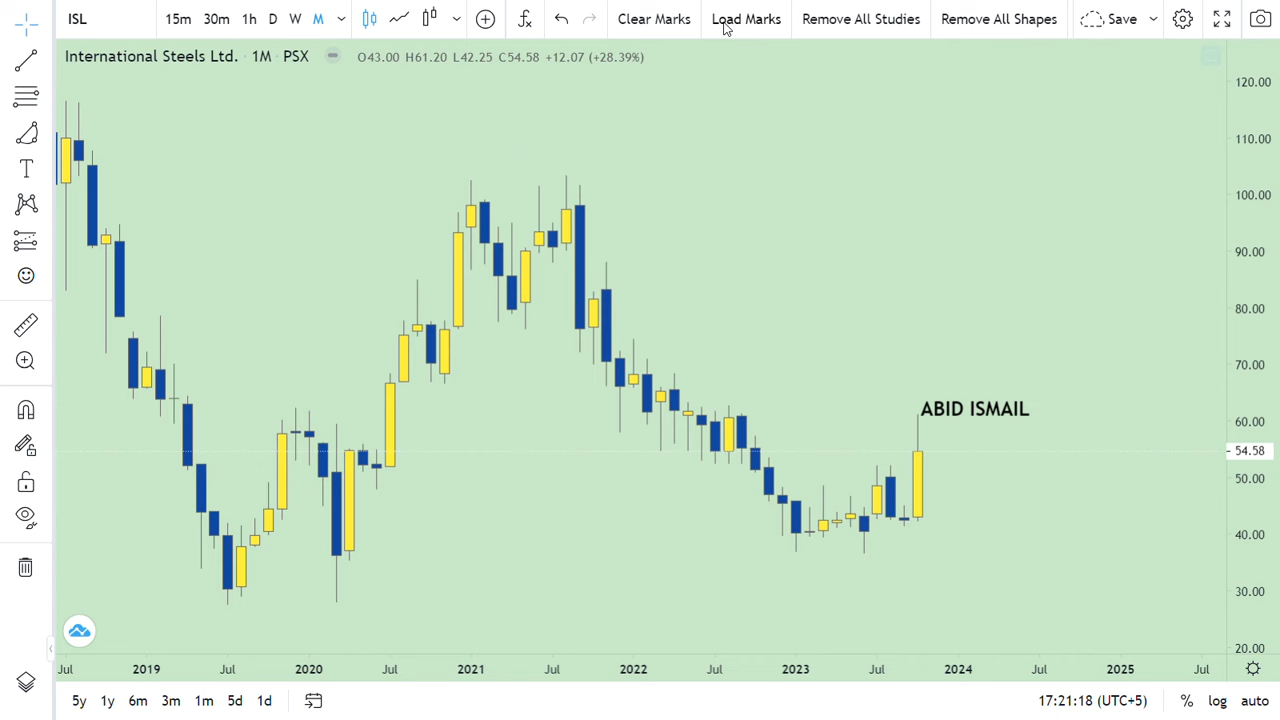 ISL 15m 30m 1h D W M Clear Marks Load Marks Remove All Studies Remove All Shapes Save
International Steels Ltd. · 1M · PSX O43.00 H61.20 L42.25 C54.58 +12.07 (+28.39%)
120.00
110.00
100.00
90.00
80.00
70.00
ABID ISMAIL
60.00
54.58
50.00
40.00
30.00
20.00
Jul 2019 Jul 2020 Jul 2021 Jul 2022 Jul 2023 Jul 2024 Jul 2025 Jul
5y 1y 6m 3m 1m 5d 1d 17:21:18 (UTC+5) % log auto